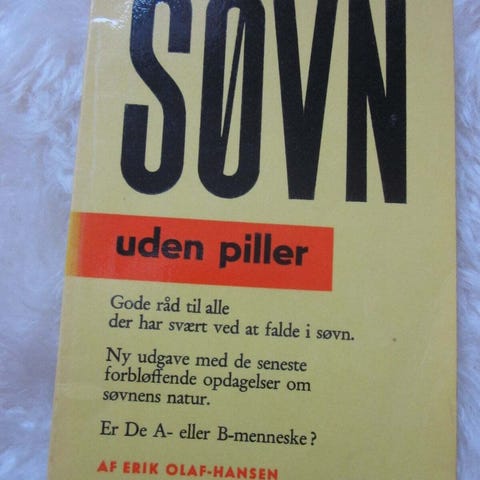 SØVN
uden piller
Gode råd til alle
der har svært ved at falde i søvn.
Ny udgave med de seneste
forbløffende opdagelser om
søvnens natur.
Er De A- eller B-menneske?
AF ERIK OLAF-HANSEN